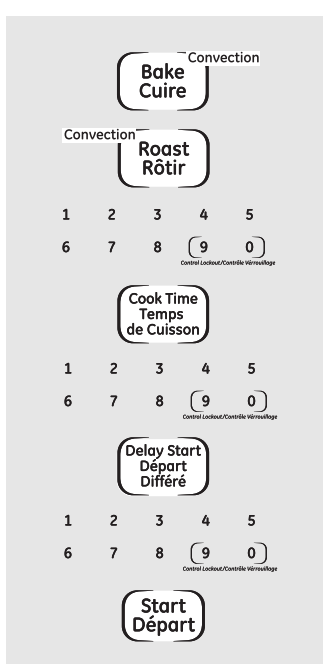 Convection
Bake
Cuire
Convection
Roast
Rôtir
1 2 3 4 5
6 7 8 9 0
Control Lockout/Contrôle Vérrouillage
Cook Time
Temps
de Cuisson
1 2 3 4 5
6 7 8 9 0
Control Lockout/Contrôle Vérrouillage
Delay Start
Départ
Différé
1 2 3 4 5
6 7 8 9 0
Control Lockout/Contrôle Vérrouillage
Start
Départ